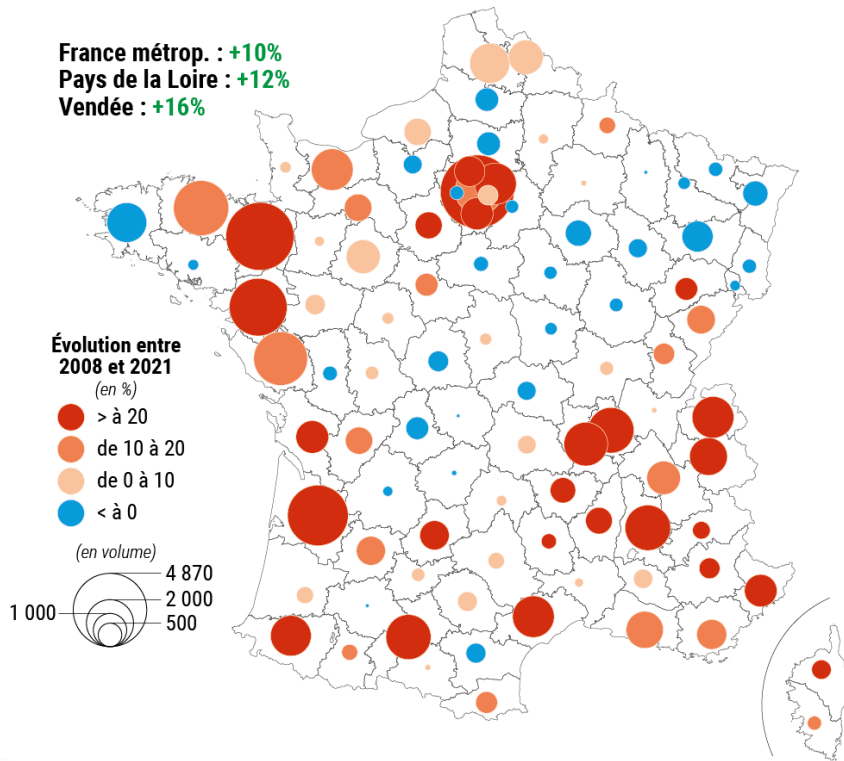 France métrop. : +10%
Pays de la Loire : +12%
Vendée : +16%
Évolution entre
2008 et 2021
(en %)
> à 20
de 10 à 20
de 0 à 10
< à 0
(en volume)
4 870
2 000
1 000
500